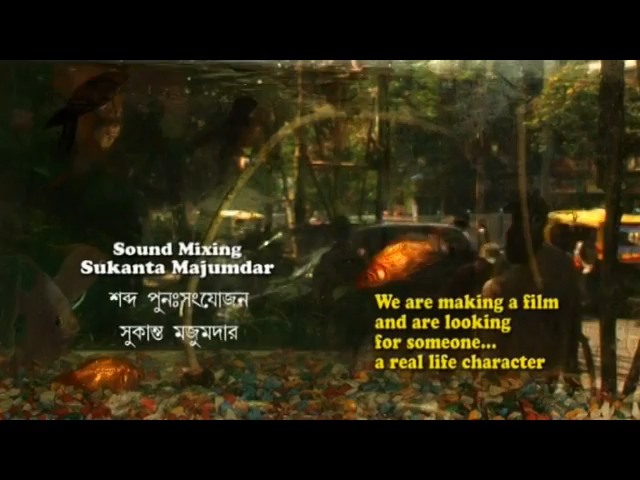 Sound Mixing
Sukanta Majumdar
শব্দ পুনঃসংযোজন
সুকান্ত মজুমদার
We are making a film
and are looking
for someone...
a real life character